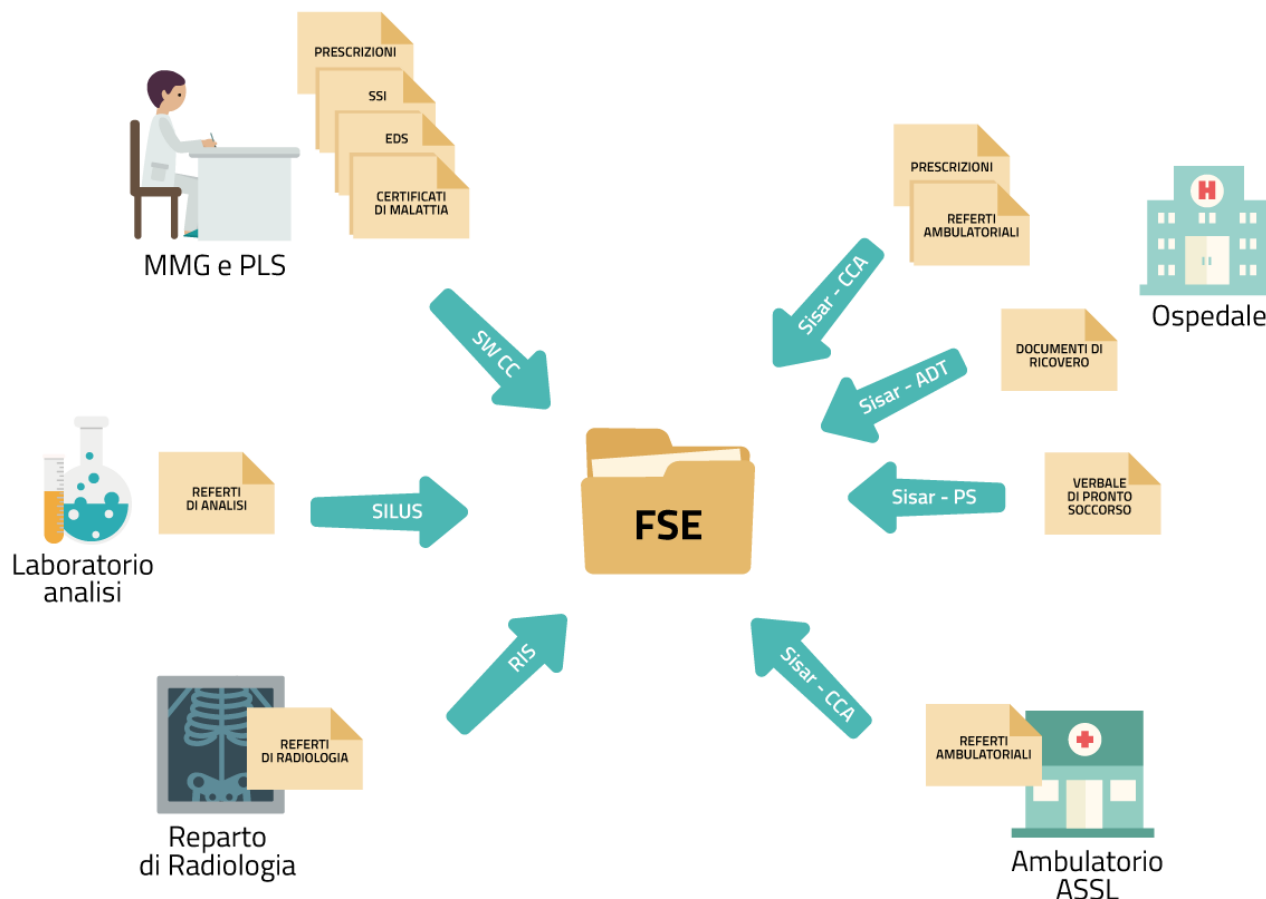 PRESCRIZIONI
SSI
EDS
CERTIFICATI
DI MALATTIA
MMG e PLS
SW CC
PRESCRIZIONI
REFERTI
AMBULATORIALI
Sisar - CCA
H
Ospedale
DOCUMENTI DI
RICOVERO
Sisar - ADT
REFERTI
DI ANALISI
SILUS
Laboratorio
analisi
FSE
Sisar - PS
VERBALE
DI PRONTO
SOCCORSO
REFERTI
DI RADIOLOGIA
RIS
Reparto
di Radiologia
Sisar - CCA
REFERTI
AMBULATORIALI
Ambulatorio
ASSL